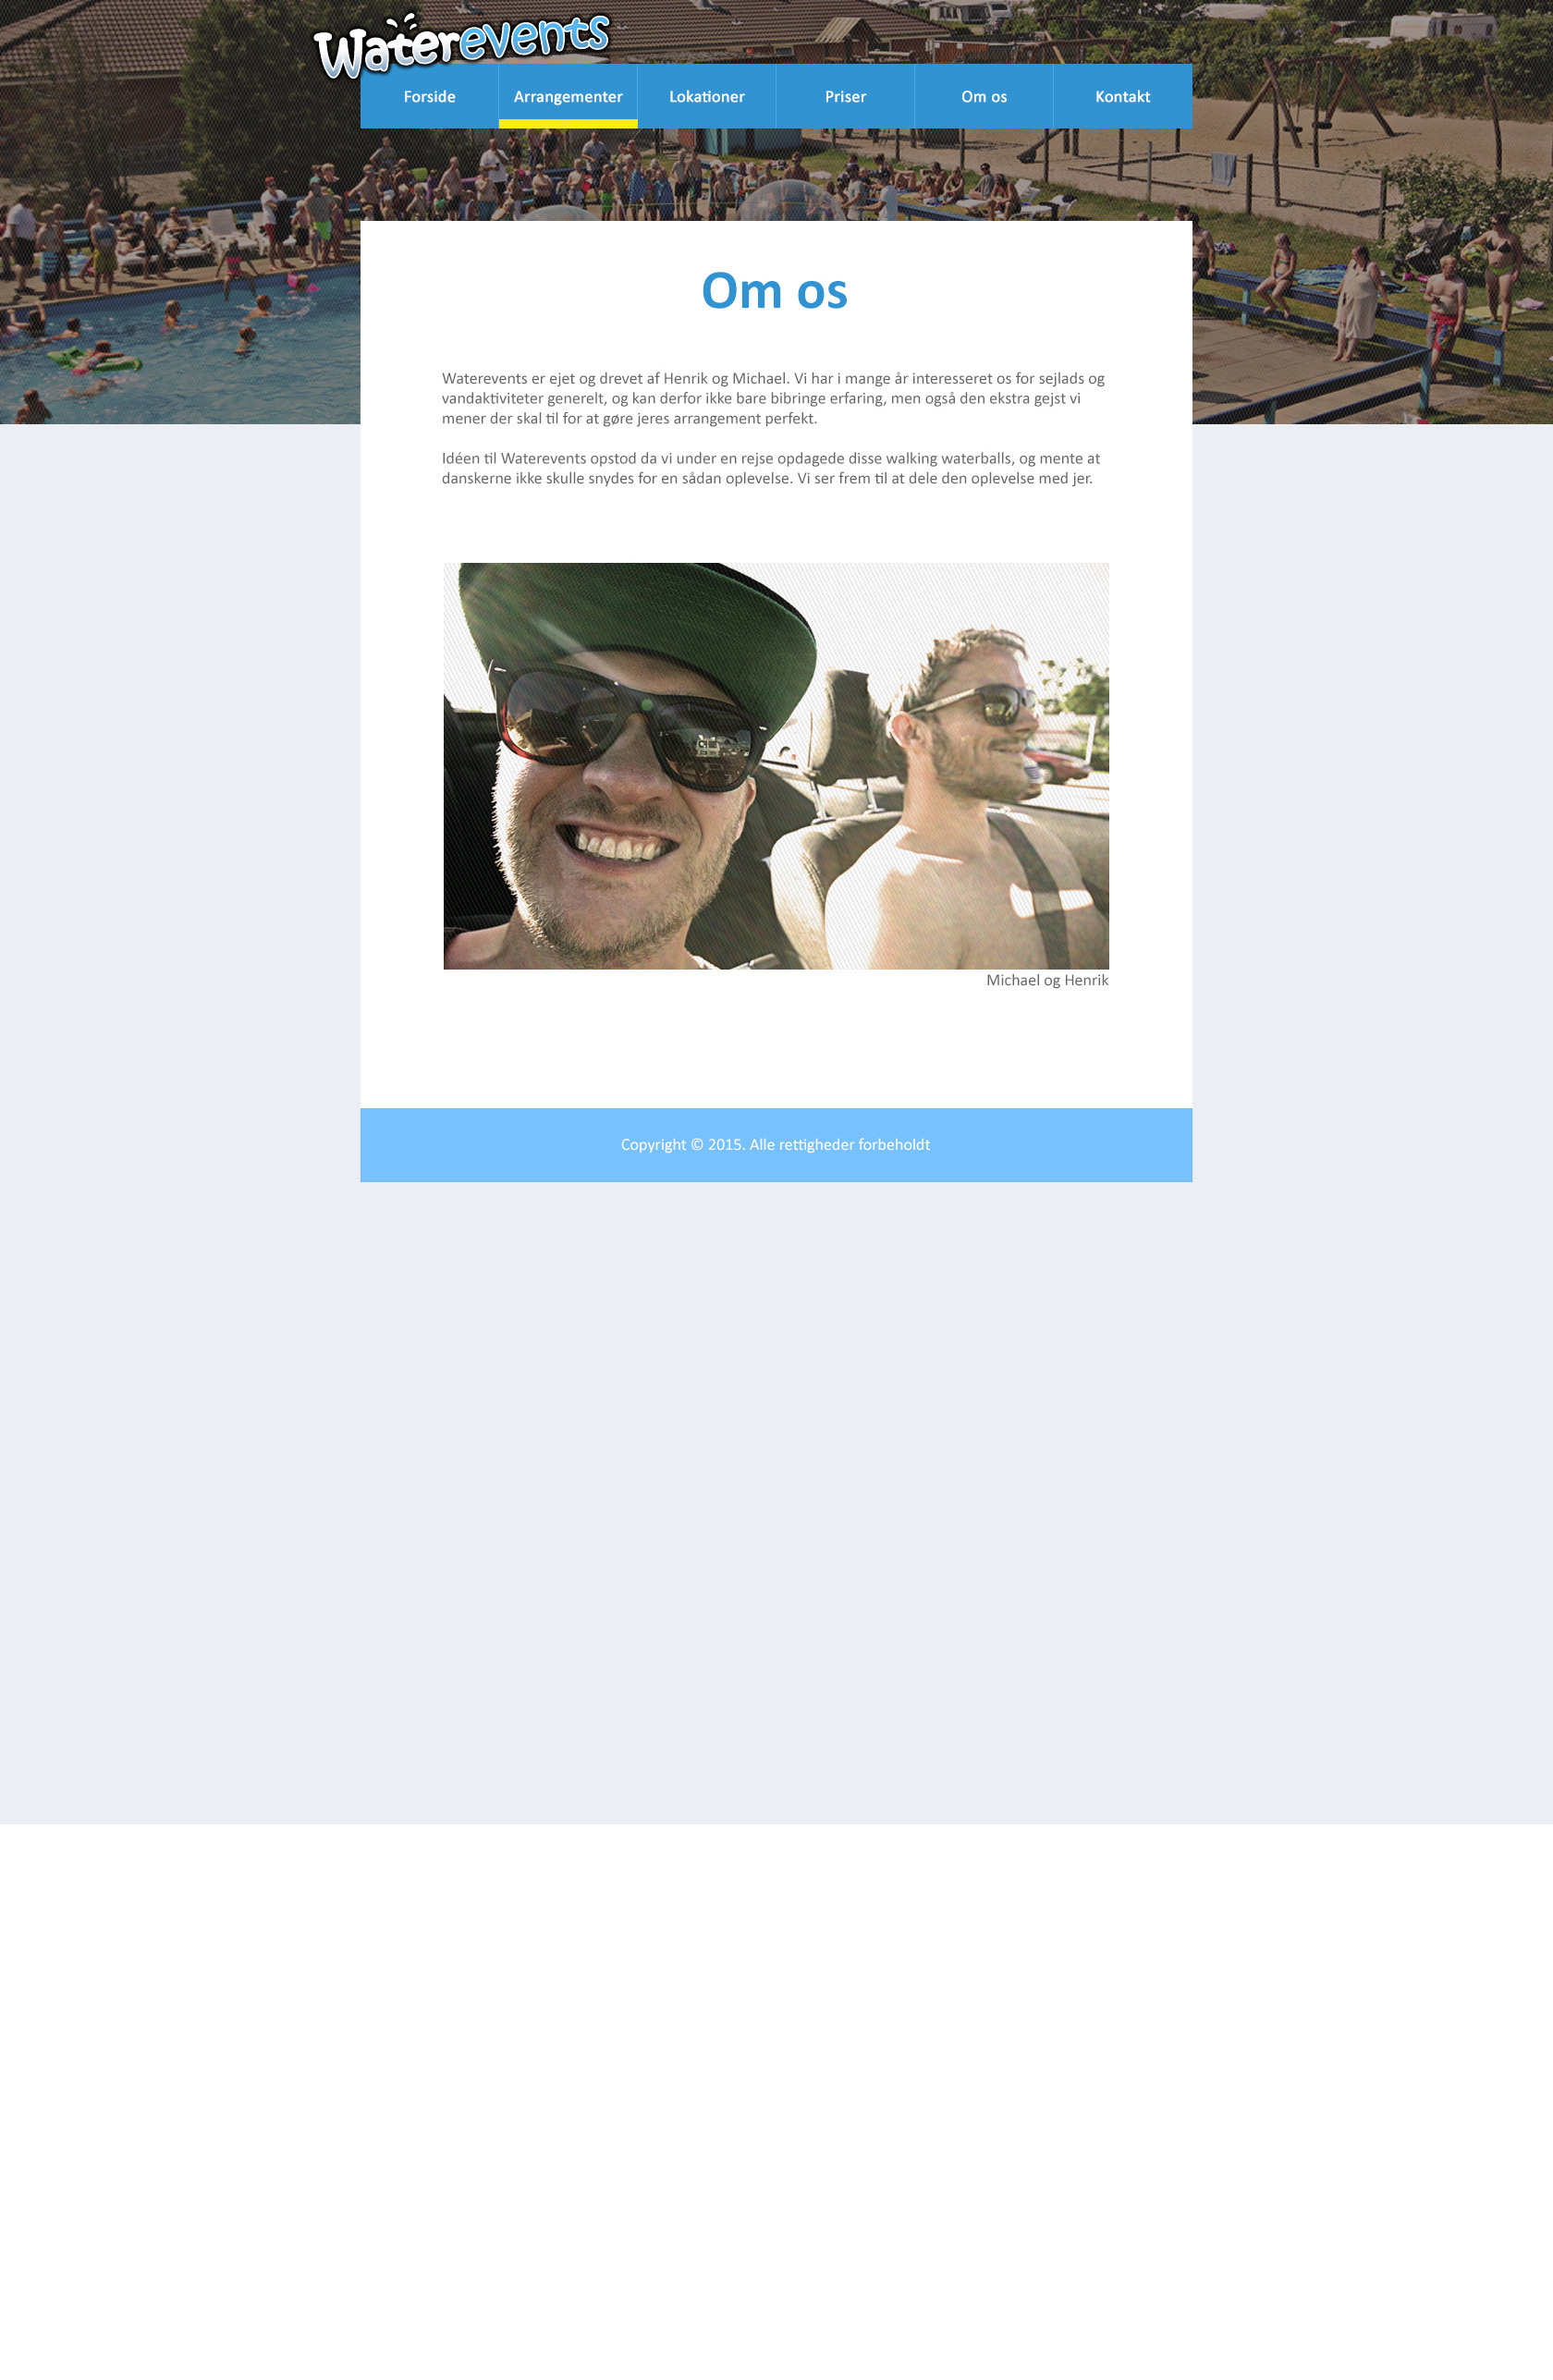 Waterevents
Forside
Arrangementer
Lokationer
Priser
Om os
Kontakt
Om os
Waterevents er ejet og drevet af Henrik og Michael. Vi har i mange år interesseret os for sejlads og
vandaktiviteter generelt, og kan derfor ikke bare bibringe erfaring, men også den ekstra gejst vi
mener der skal til for at gøre jeres arrangement perfekt.
Idéen til Waterevents opstod da vi under en rejse opdagede disse walking waterballs, og mente at
danskerne ikke skulle snydes for en sådan oplevelse. Vi ser frem til at dele den oplevelse med jer.
Michael og Henrik
Copyright © 2015. Alle rettigheder forbeholdt